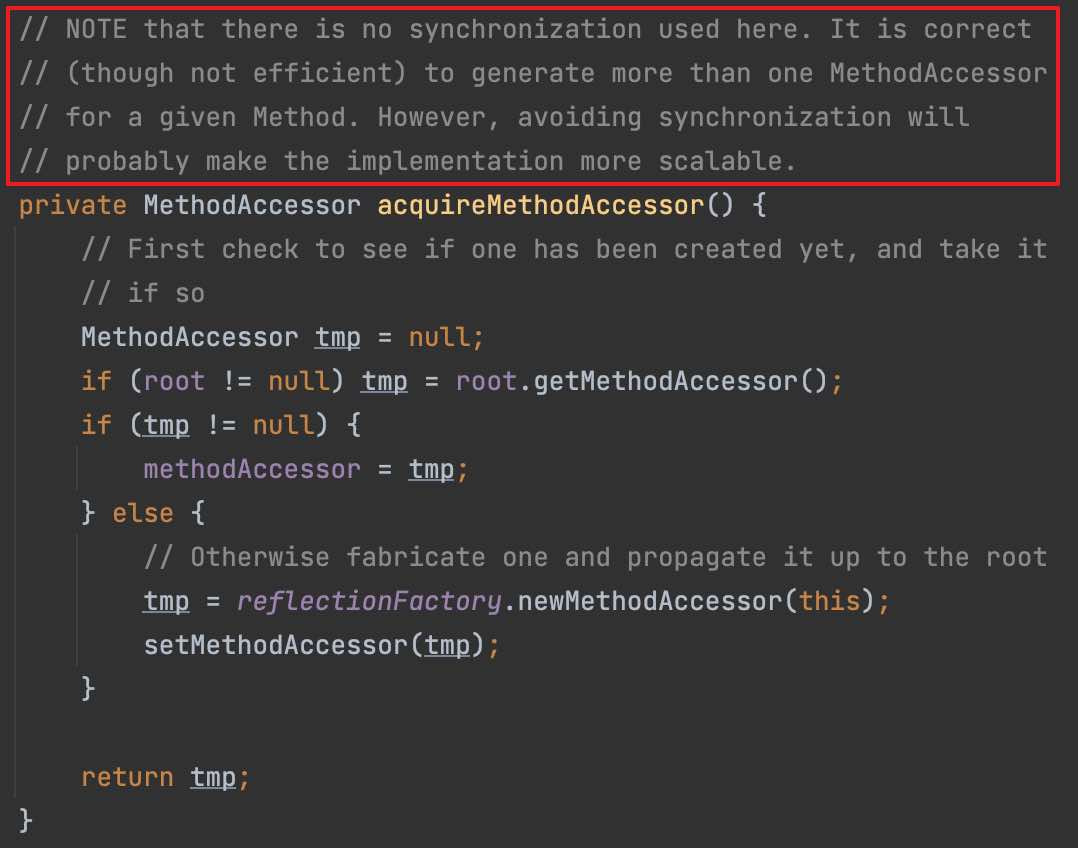 // NOTE that there is no synchronization used here. It is correct
// (though not efficient) to generate more than one MethodAccessor
// for a given Method. However, avoiding synchronization will
// probably make the implementation more scalable.
private MethodAccessor acquireMethodAccessor() {
    // First check to see if one has been created yet, and take it
    // if so
    MethodAccessor tmp = null;
    if (root != null) tmp = root.getMethodAccessor();
    if (tmp != null) {
        methodAccessor = tmp;
    } else {
        // Otherwise fabricate one and propagate it up to the root
        tmp = reflectionFactory.newMethodAccessor(this);
        setMethodAccessor(tmp);
    }
    return tmp;
}